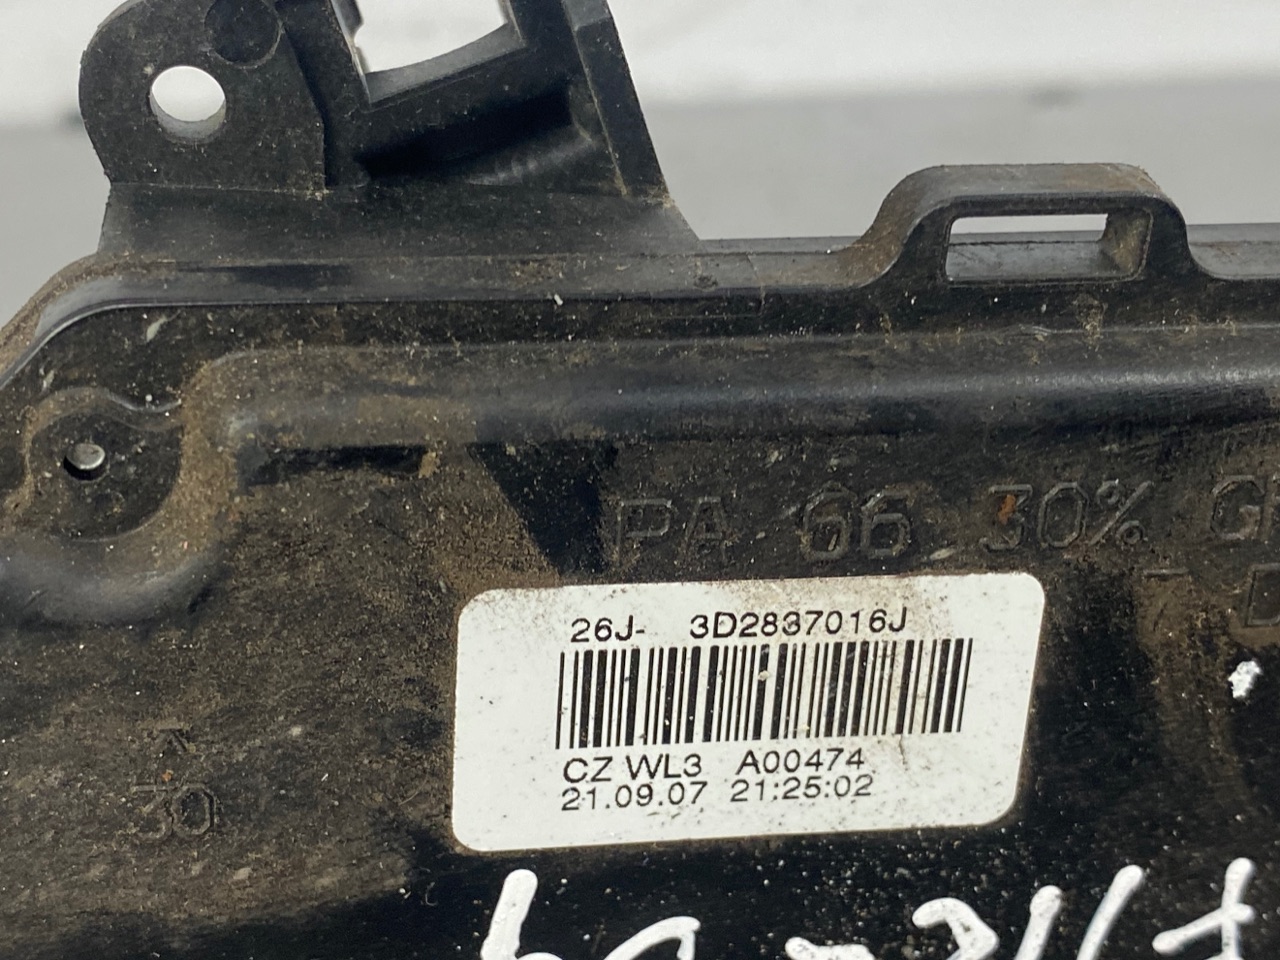 PA 66 30%
26J- 3D2837016J
CZ WL3 A00474
21.09.07 21:25:02
30